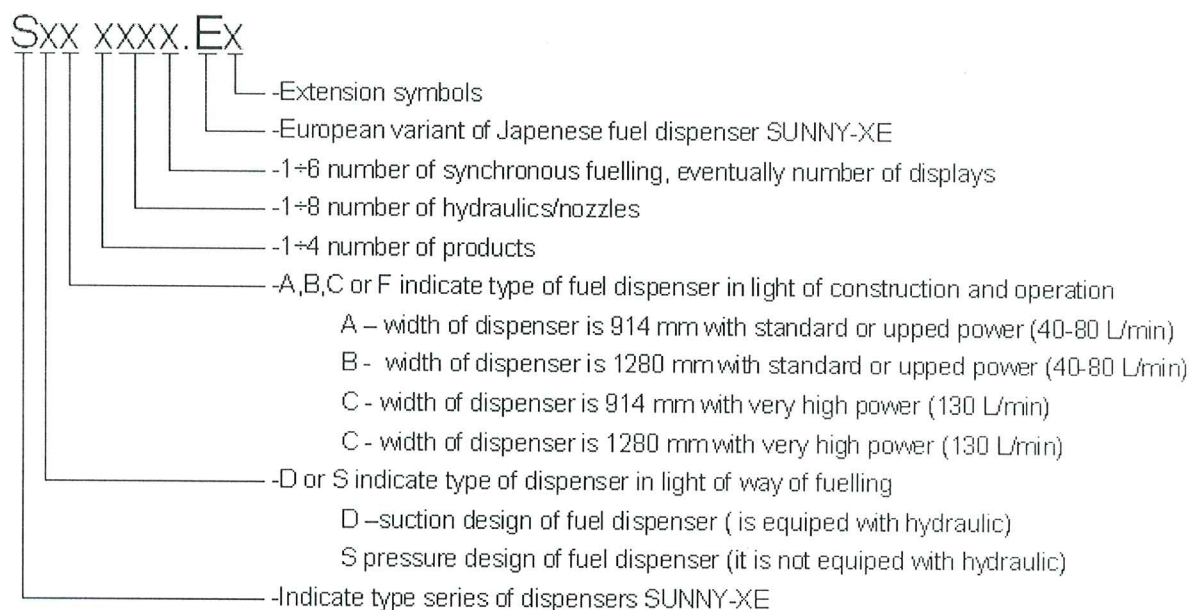 Sxx xxxx.Ex
-Extension symbols
-European variant of Japenese fuel dispenser SUNNY-XE
-1÷6 number of synchronous fuelling, eventually number of displays
-1÷8 number of hydraulics/nozzles
-1÷4 number of products
-A,B,C or F indicate type of fuel dispenser in light of construction and operation
A – width of dispenser is 914 mm with standard or upped power (40-80 L/min)
B - width of dispenser is 1280 mm with standard or upped power (40-80 L/min)
C - width of dispenser is 914 mm with very high power (130 L/min)
C - width of dispenser is 1280 mm with very high power (130 L/min)
-D or S indicate type of dispenser in light of way of fuelling
D –suction design of fuel dispenser ( is equiped with hydraulic)
S pressure design of fuel dispenser (it is not equiped with hydraulic)
-Indicate type series of dispensers SUNNY-XE